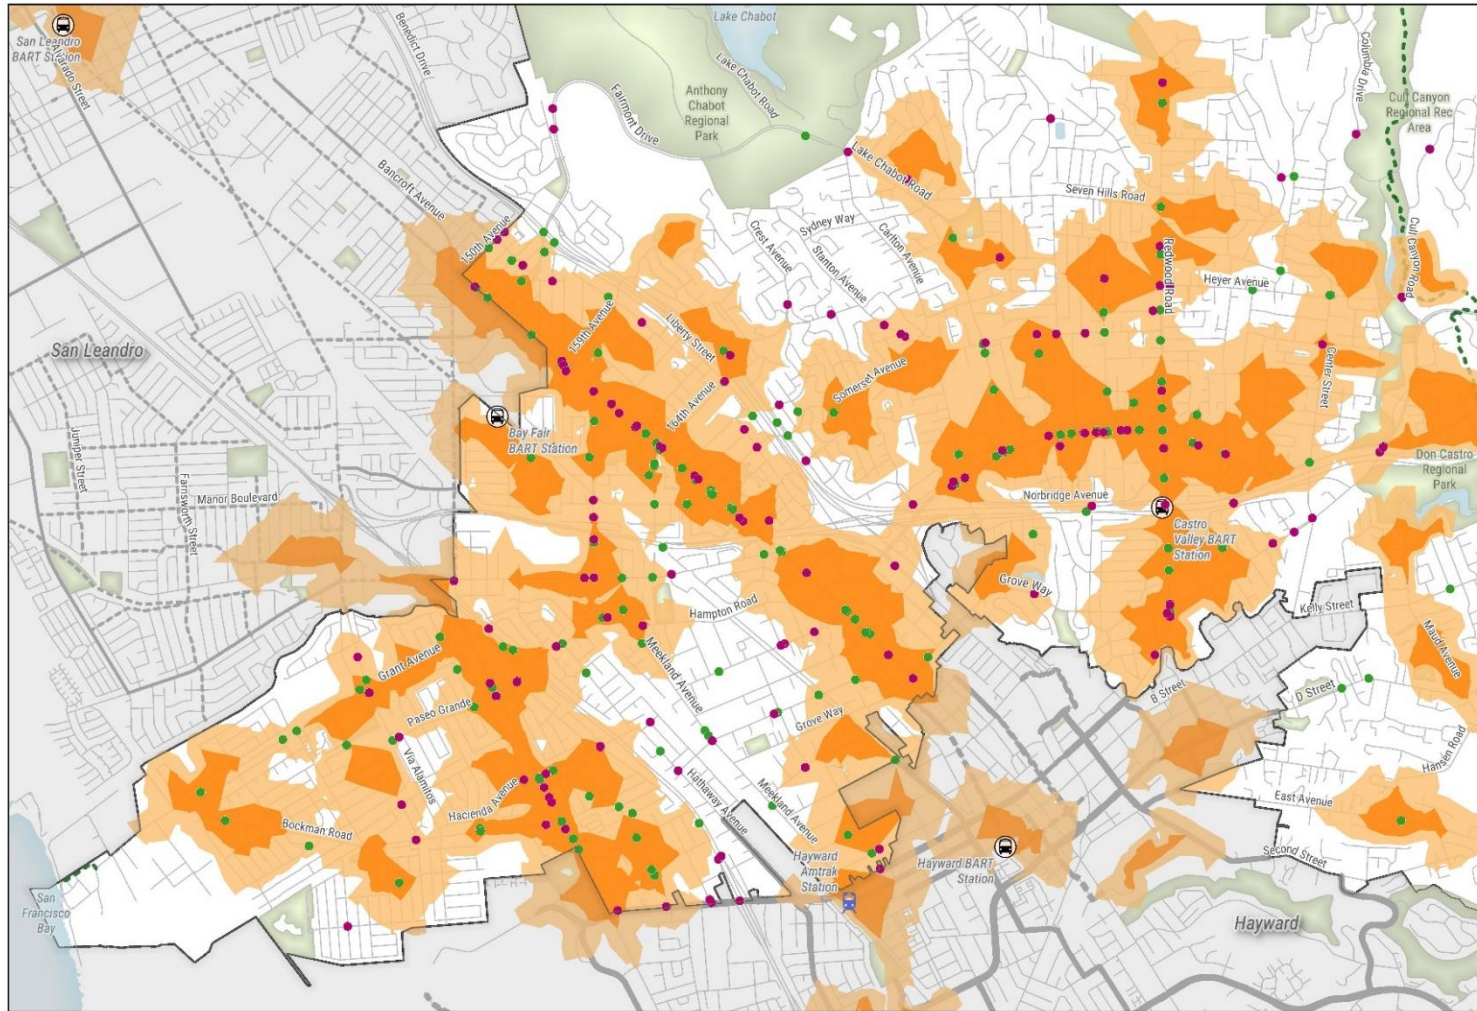 Lake Chabot
San Leandro
BART Station
Alvarado Street
Benedict Drive
Fairmont Drive
Lake Chabot Road
Anthony
Chabot
Regional
Park
Columbia Drive
Cull Canyon
Regional Rec
Area
Bancroft Avenue
Lake Chabot Road
Seven Hills Road
150th Avenue
Crest Avenue
Sydney Way
Stanton Avenue
Carlton Avenue
Redwood Road
Heyer Avenue
Cull Canyon
Road
159th Avenue
Liberty Street
San Leandro
164th Avenue
Somerset Avenue
Center Street
Bay Fair
BART Station
Juniper Street
Farnsworth Street
Manor Boulevard
Don Castro
Regional
Park
Norbridge Avenue
Castro
Valley BART
Station
Grove Way
Kelly Street
Hampton Road
Maud Avenue
Grant Avenue
Meekland Avenue
B Street
D Street
Paseo Grande
Grove Way
Hansen Road
Via Alamitos
Hacienda Avenue
Hathaway Avenue
Meekland Avenue
East Avenue
Bockman Road
Second Street
Hayward
Amtrak
Station
Hayward BART
Station
San
Francisco
Bay
Hayward